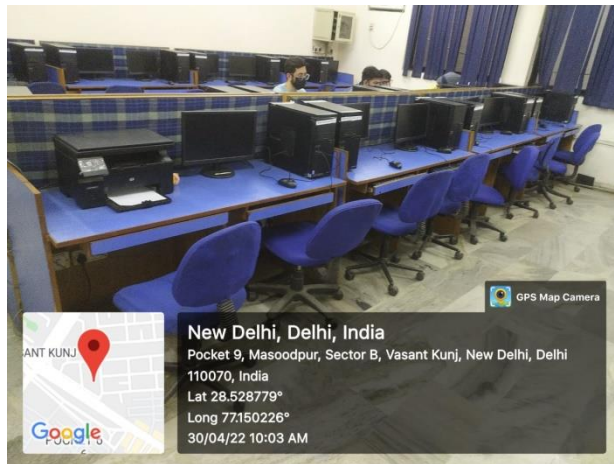 GPS Map Camera
ANT KUNJ
Google
New Delhi, Delhi, India
Pocket 9, Masoodpur, Sector B, Vasant Kunj, New Delhi, Delhi
110070, India
Lat 28.528779°
Long 77.150226°
30/04/22 10:03 AM